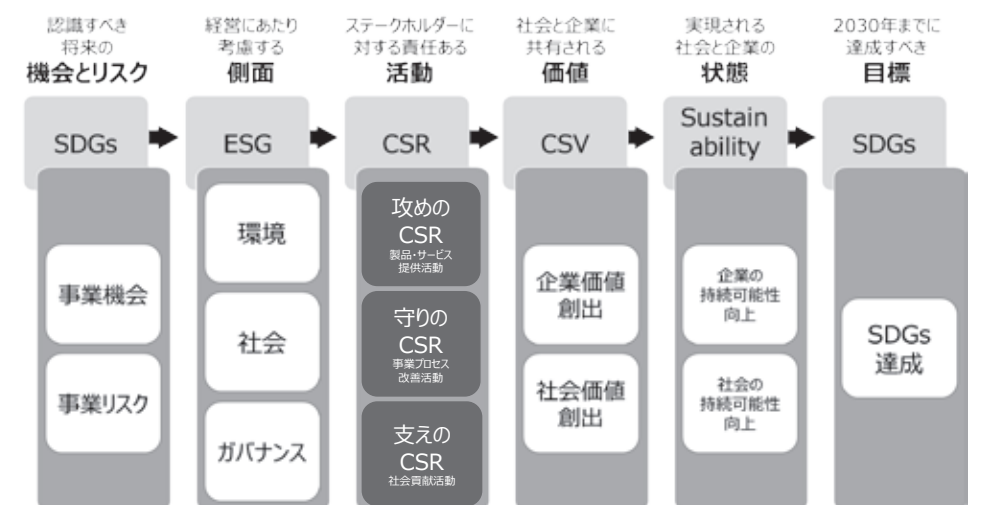 認識すべき
将来の
機会とリスク
経営にあたり
考慮する
側面
ステークホルダーに
対する責任ある
活動
社会と企業に
共有される
価値
実現される
社会と企業の
状態
2030年までに
達成すべき
目標
SDGs
ESG
CSR
CSV
Sustain
ability
SDGs
事業機会
事業リスク
環境
社会
ガバナンス
攻めの
CSR
製品・サービス
提供活動
守りの
CSR
事業プロセス
改善活動
支えの
CSR
社会貢献活動
企業価値
創出
社会価値
創出
企業の
持続可能性
向上
社会の
持続可能性
向上
SDGs
達成